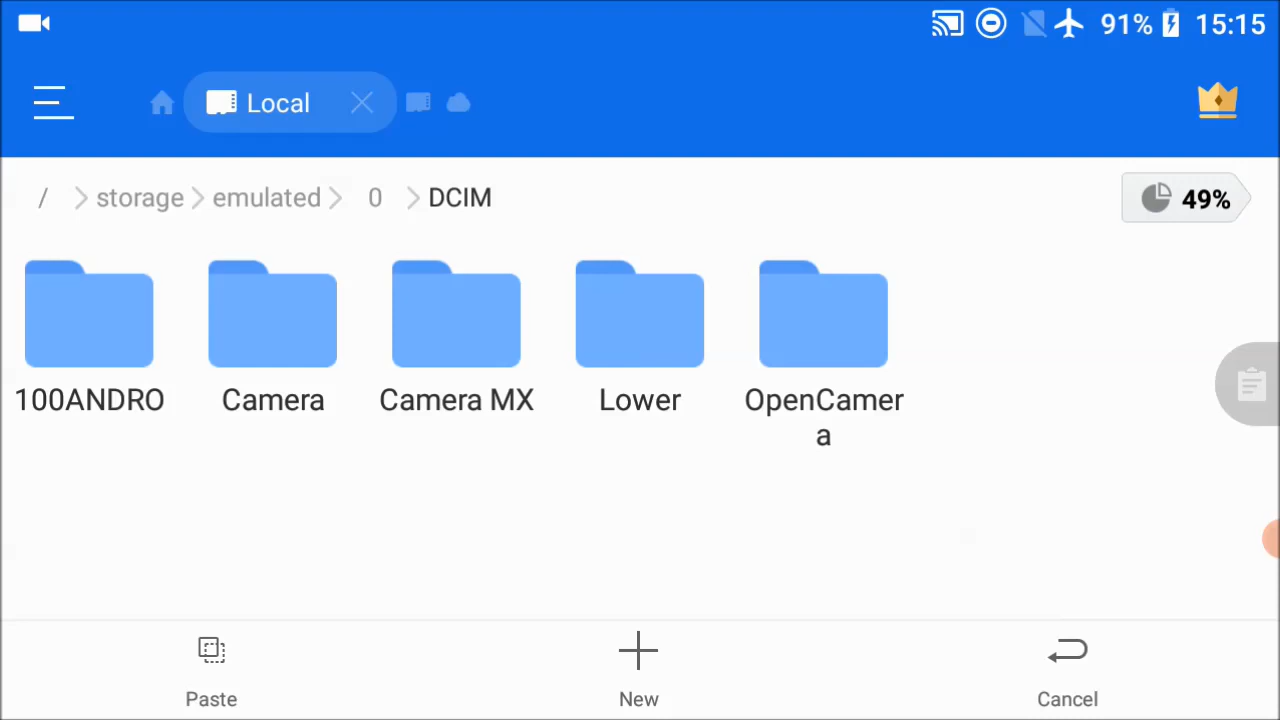 91% 15:15
Local
/ storage emulated 0 DCIM
49%
100ANDRO Camera Camera MX Lower OpenCamer
a
Paste New Cancel